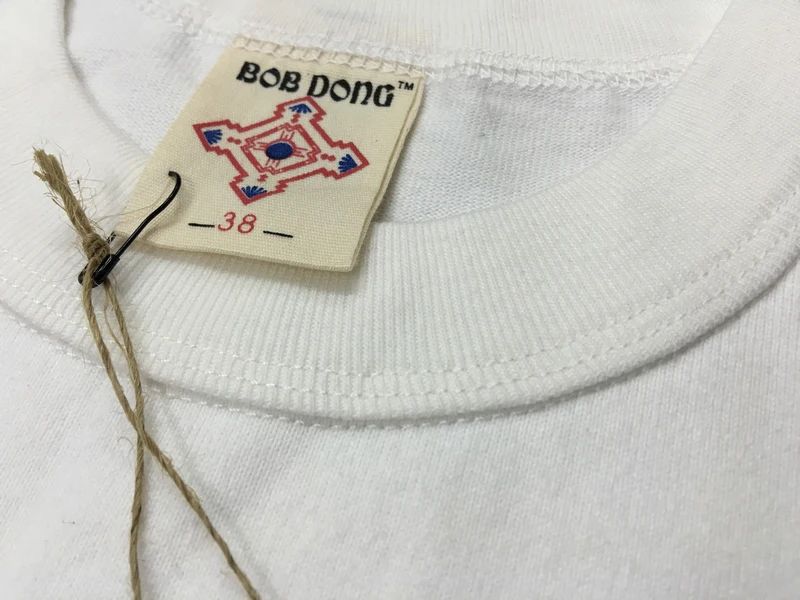 BOB DONG™
— 38 —